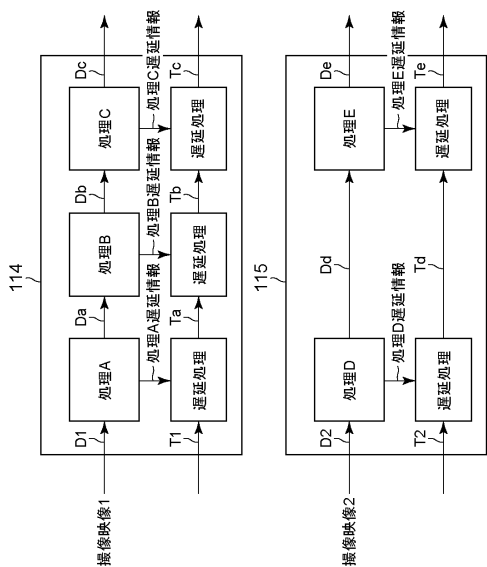 114
撮像映像1
D1
処理A
Da
処理B
Db
処理C
Dc
処理A遅延情報
処理B遅延情報
処理C遅延情報
T1
遅延処理
Ta
遅延処理
Tb
遅延処理
Tc
115
撮像映像2
D2
処理D
Dd
処理E
De
処理D遅延情報
処理E遅延情報
T2
遅延処理
Td
遅延処理
Te